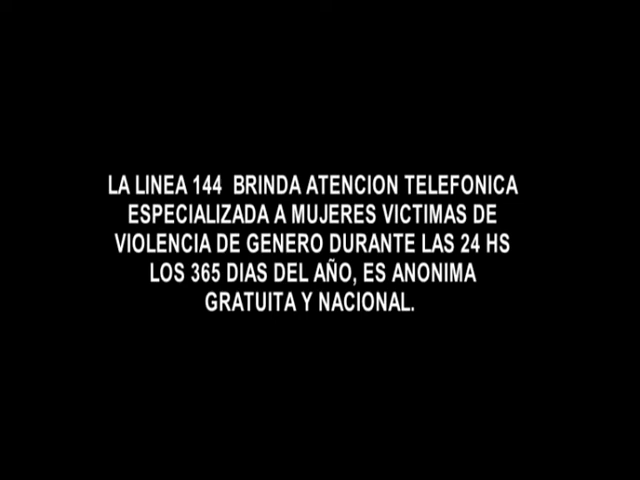 LA LINEA 144  BRINDA ATENCION TELEFONICA
ESPECIALIZADA A MUJERES VICTIMAS DE
VIOLENCIA DE GENERO DURANTE LAS 24 HS
LOS 365 DIAS DEL AÑO, ES ANONIMA
GRATUITA Y NACIONAL.